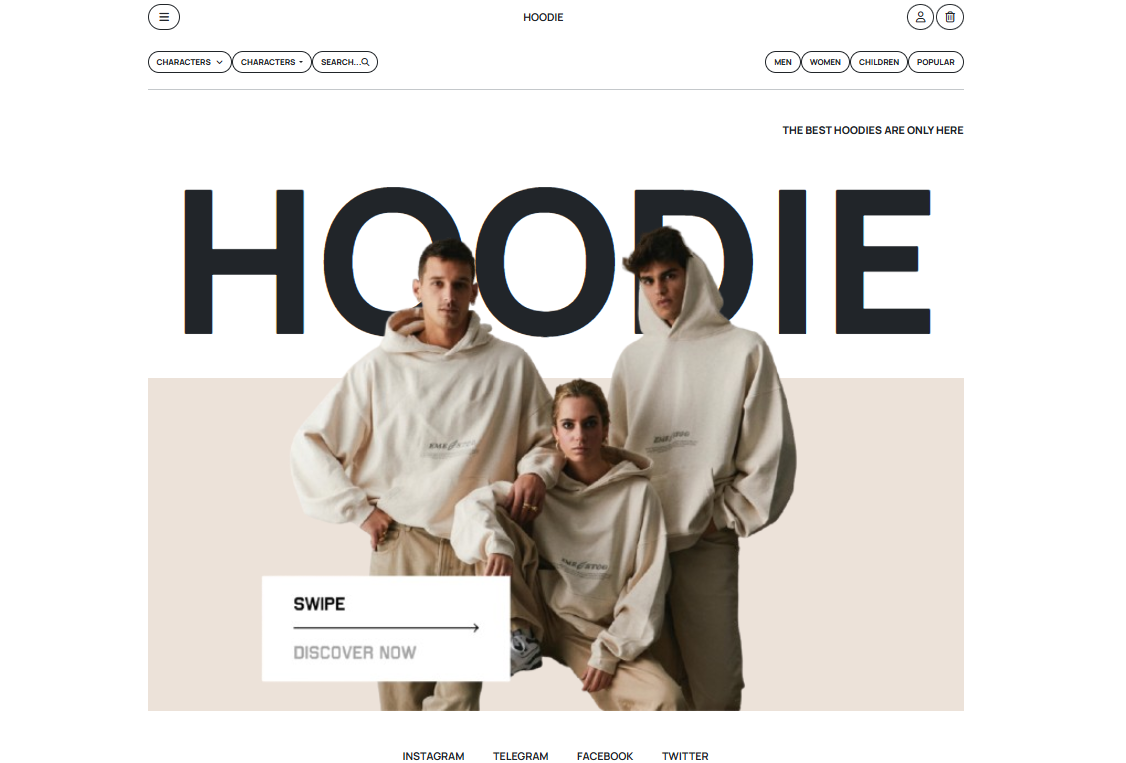 HOODIE
CHARACTERS CHARACTERS SEARCH... MEN WOMEN CHILDREN POPULAR
THE BEST HOODIES ARE ONLY HERE
HOODIE
SWIPE
DISCOVER NOW
INSTAGRAM TELEGRAM FACEBOOK TWITTER